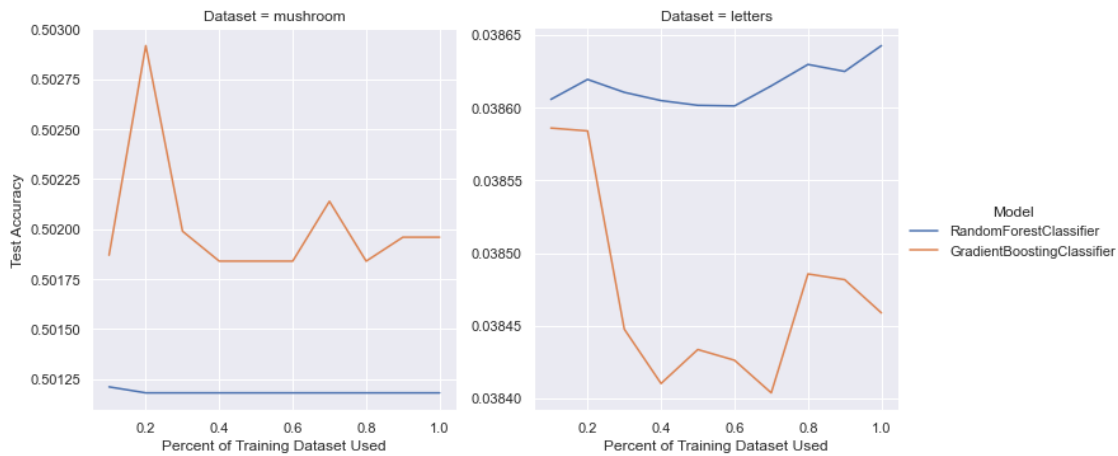 Dataset = mushroom
Dataset = letters
0.50300
0.50275
0.50250
0.50225
0.50200
0.50175
0.50150
0.50125
Test Accuracy
0.2 0.4 0.6 0.8 1.0
Percent of Training Dataset Used
0.03865
0.03860
0.03855
0.03850
0.03845
0.03840
0.2 0.4 0.6 0.8 1.0
Percent of Training Dataset Used
Model
RandomForestClassifier
GradientBoostingClassifier